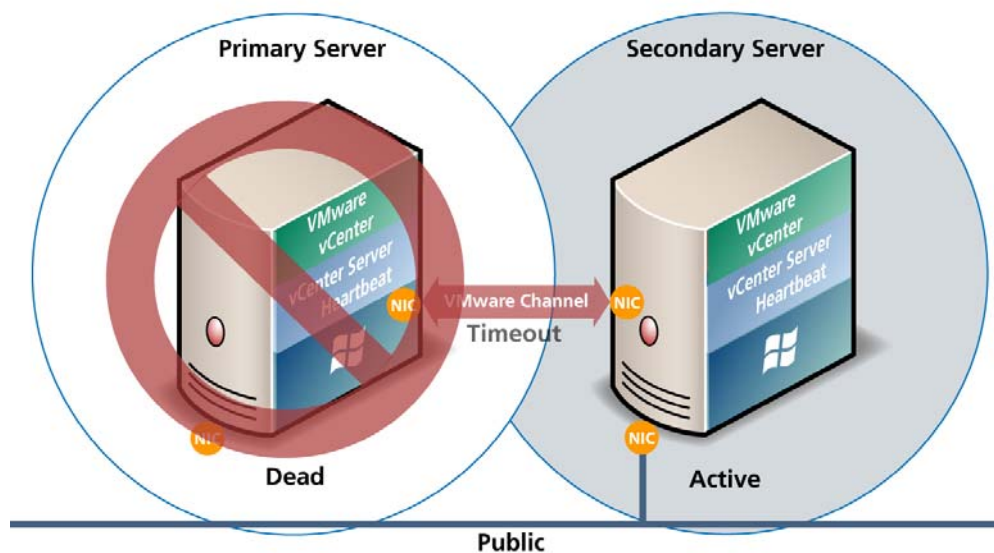 Primary Server
Secondary Server
VMware
vCenter
vCenter Server
Heartbeat
NIC
VMware Channel
Timeout
NIC
VMware
vCenter
vCenter Server
Heartbeat
NIC
NIC
Dead
Active
Public